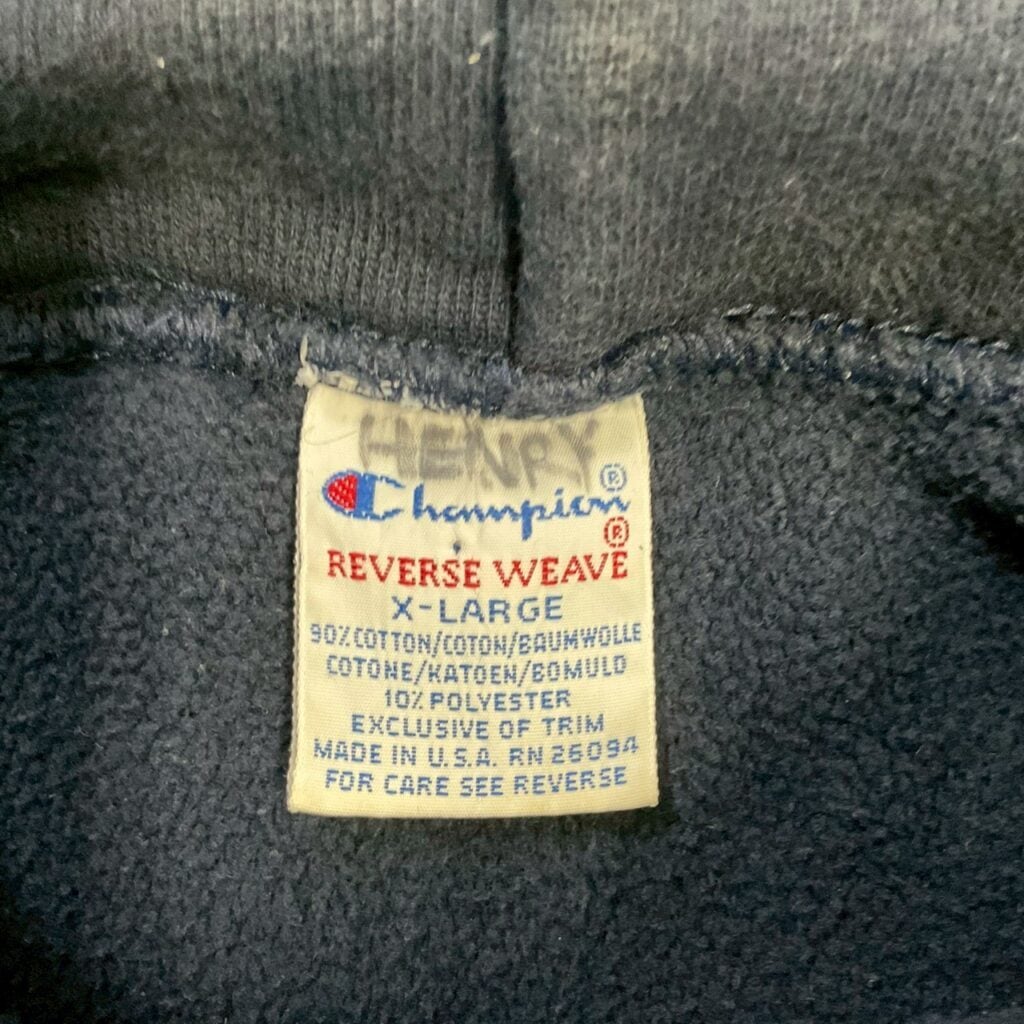 HENRY
Champion®
REVERSE WEAVE®
X-LARGE
90% COTTON/COTON/BAUMWOLLE
COTONE/KATOEN/BOMULD
10% POLYESTER
EXCLUSIVE OF TRIM
MADE IN U.S.A. RN 26094
FOR CARE SEE REVERSE